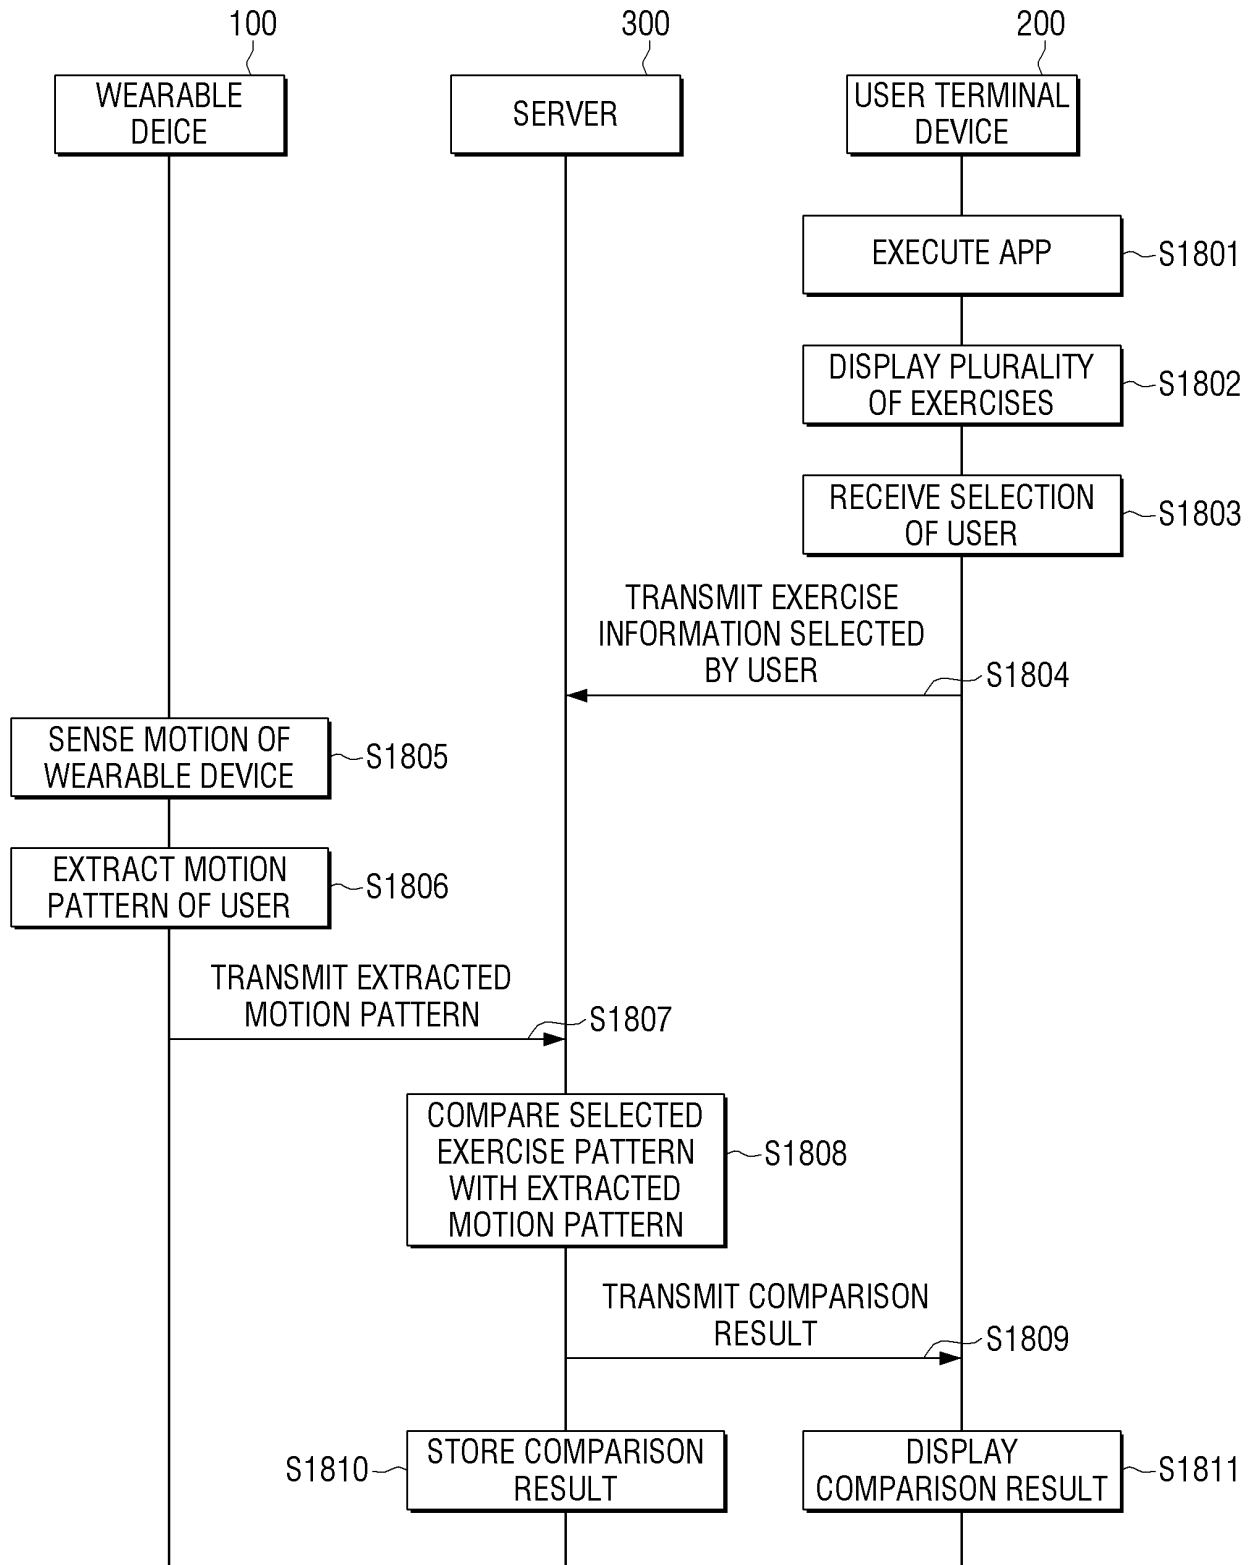 100
300
200
WEARABLE
DEICE
SERVER
USER TERMINAL
DEVICE
EXECUTE APP
S1801
DISPLAY PLURALITY
OF EXERCISES
S1802
RECEIVE SELECTION
OF USER
S1803
TRANSMIT EXERCISE
INFORMATION SELECTED
BY USER
S1804
SENSE MOTION OF
WEARABLE DEVICE
S1805
EXTRACT MOTION
PATTERN OF USER
S1806
TRANSMIT EXTRACTED
MOTION PATTERN
S1807
COMPARE SELECTED
EXERCISE PATTERN
WITH EXTRACTED
MOTION PATTERN
S1808
TRANSMIT COMPARISON
RESULT
S1809
S1810
STORE COMPARISON
RESULT
DISPLAY
COMPARISON RESULT
S1811